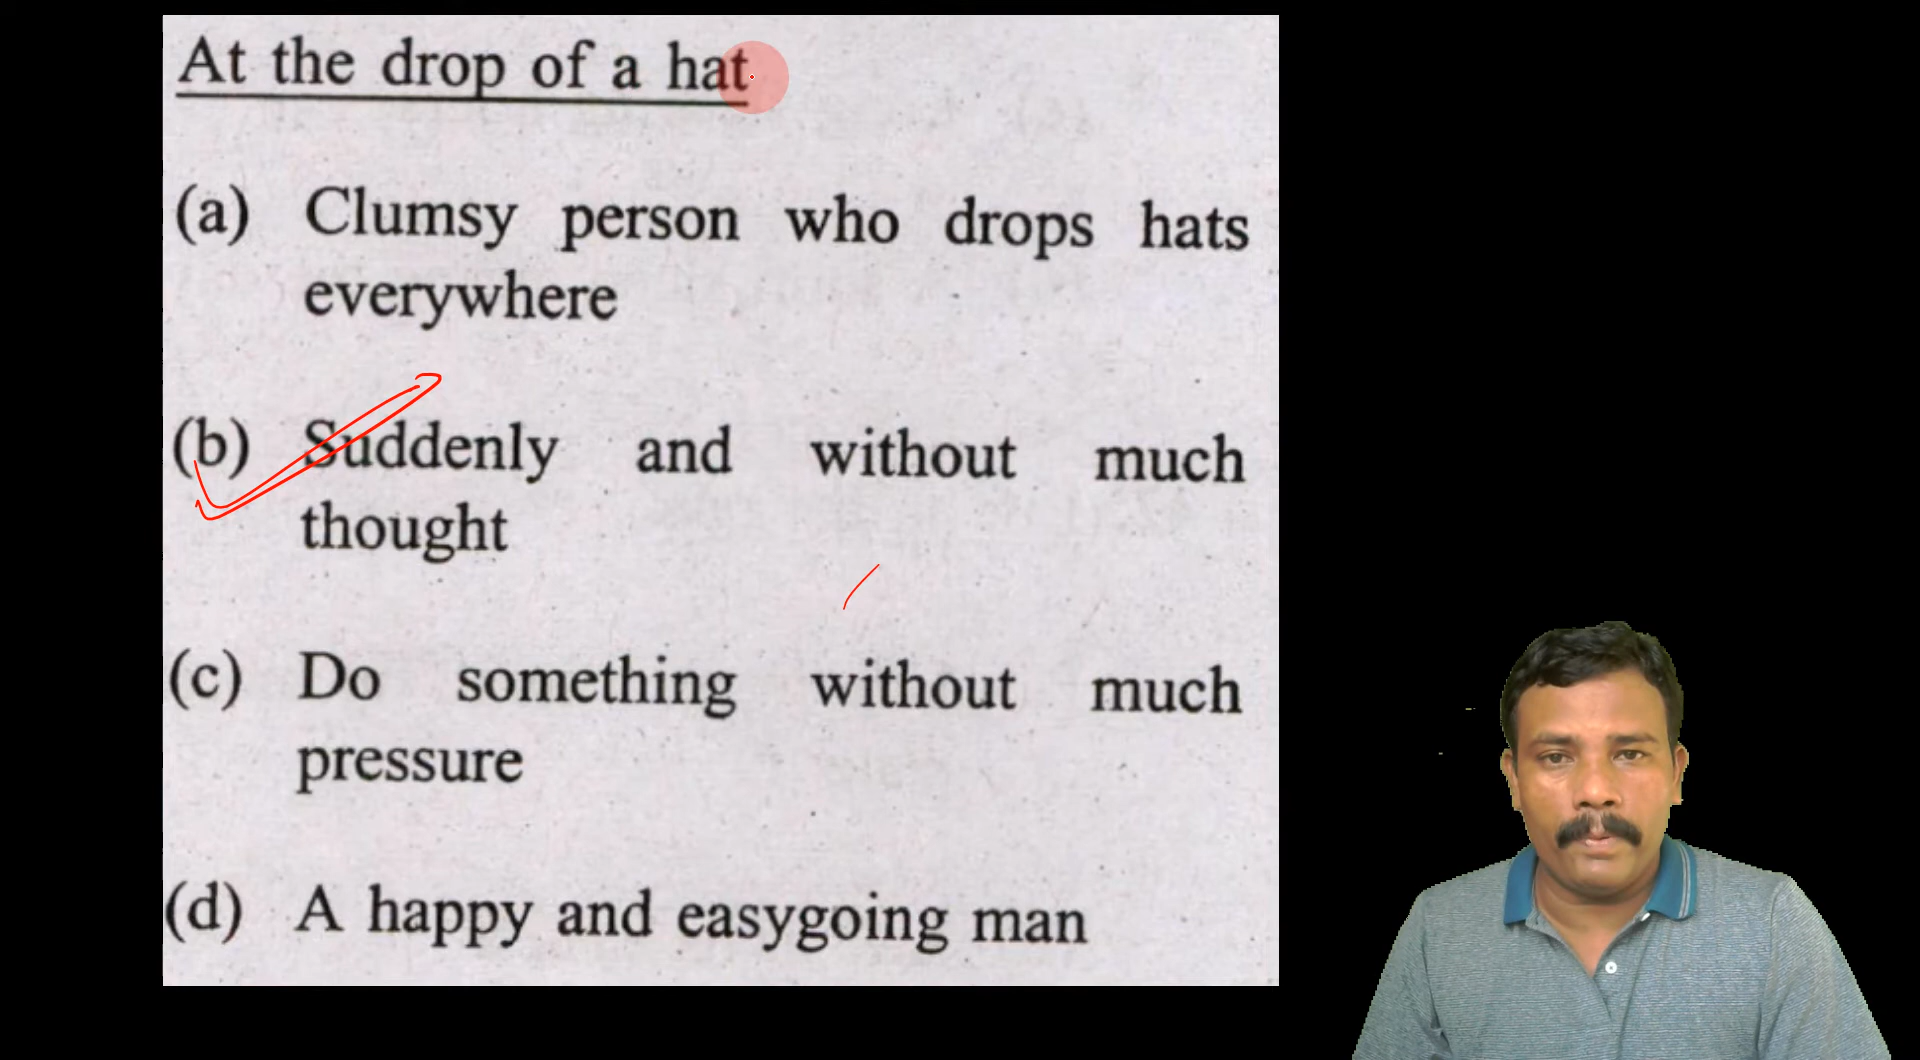 At the drop of a hat
(a) Clumsy person who drops hats
everywhere
(b) Suddenly and without much
thought
(c) Do something without much
pressure
(d) A happy and easygoing man